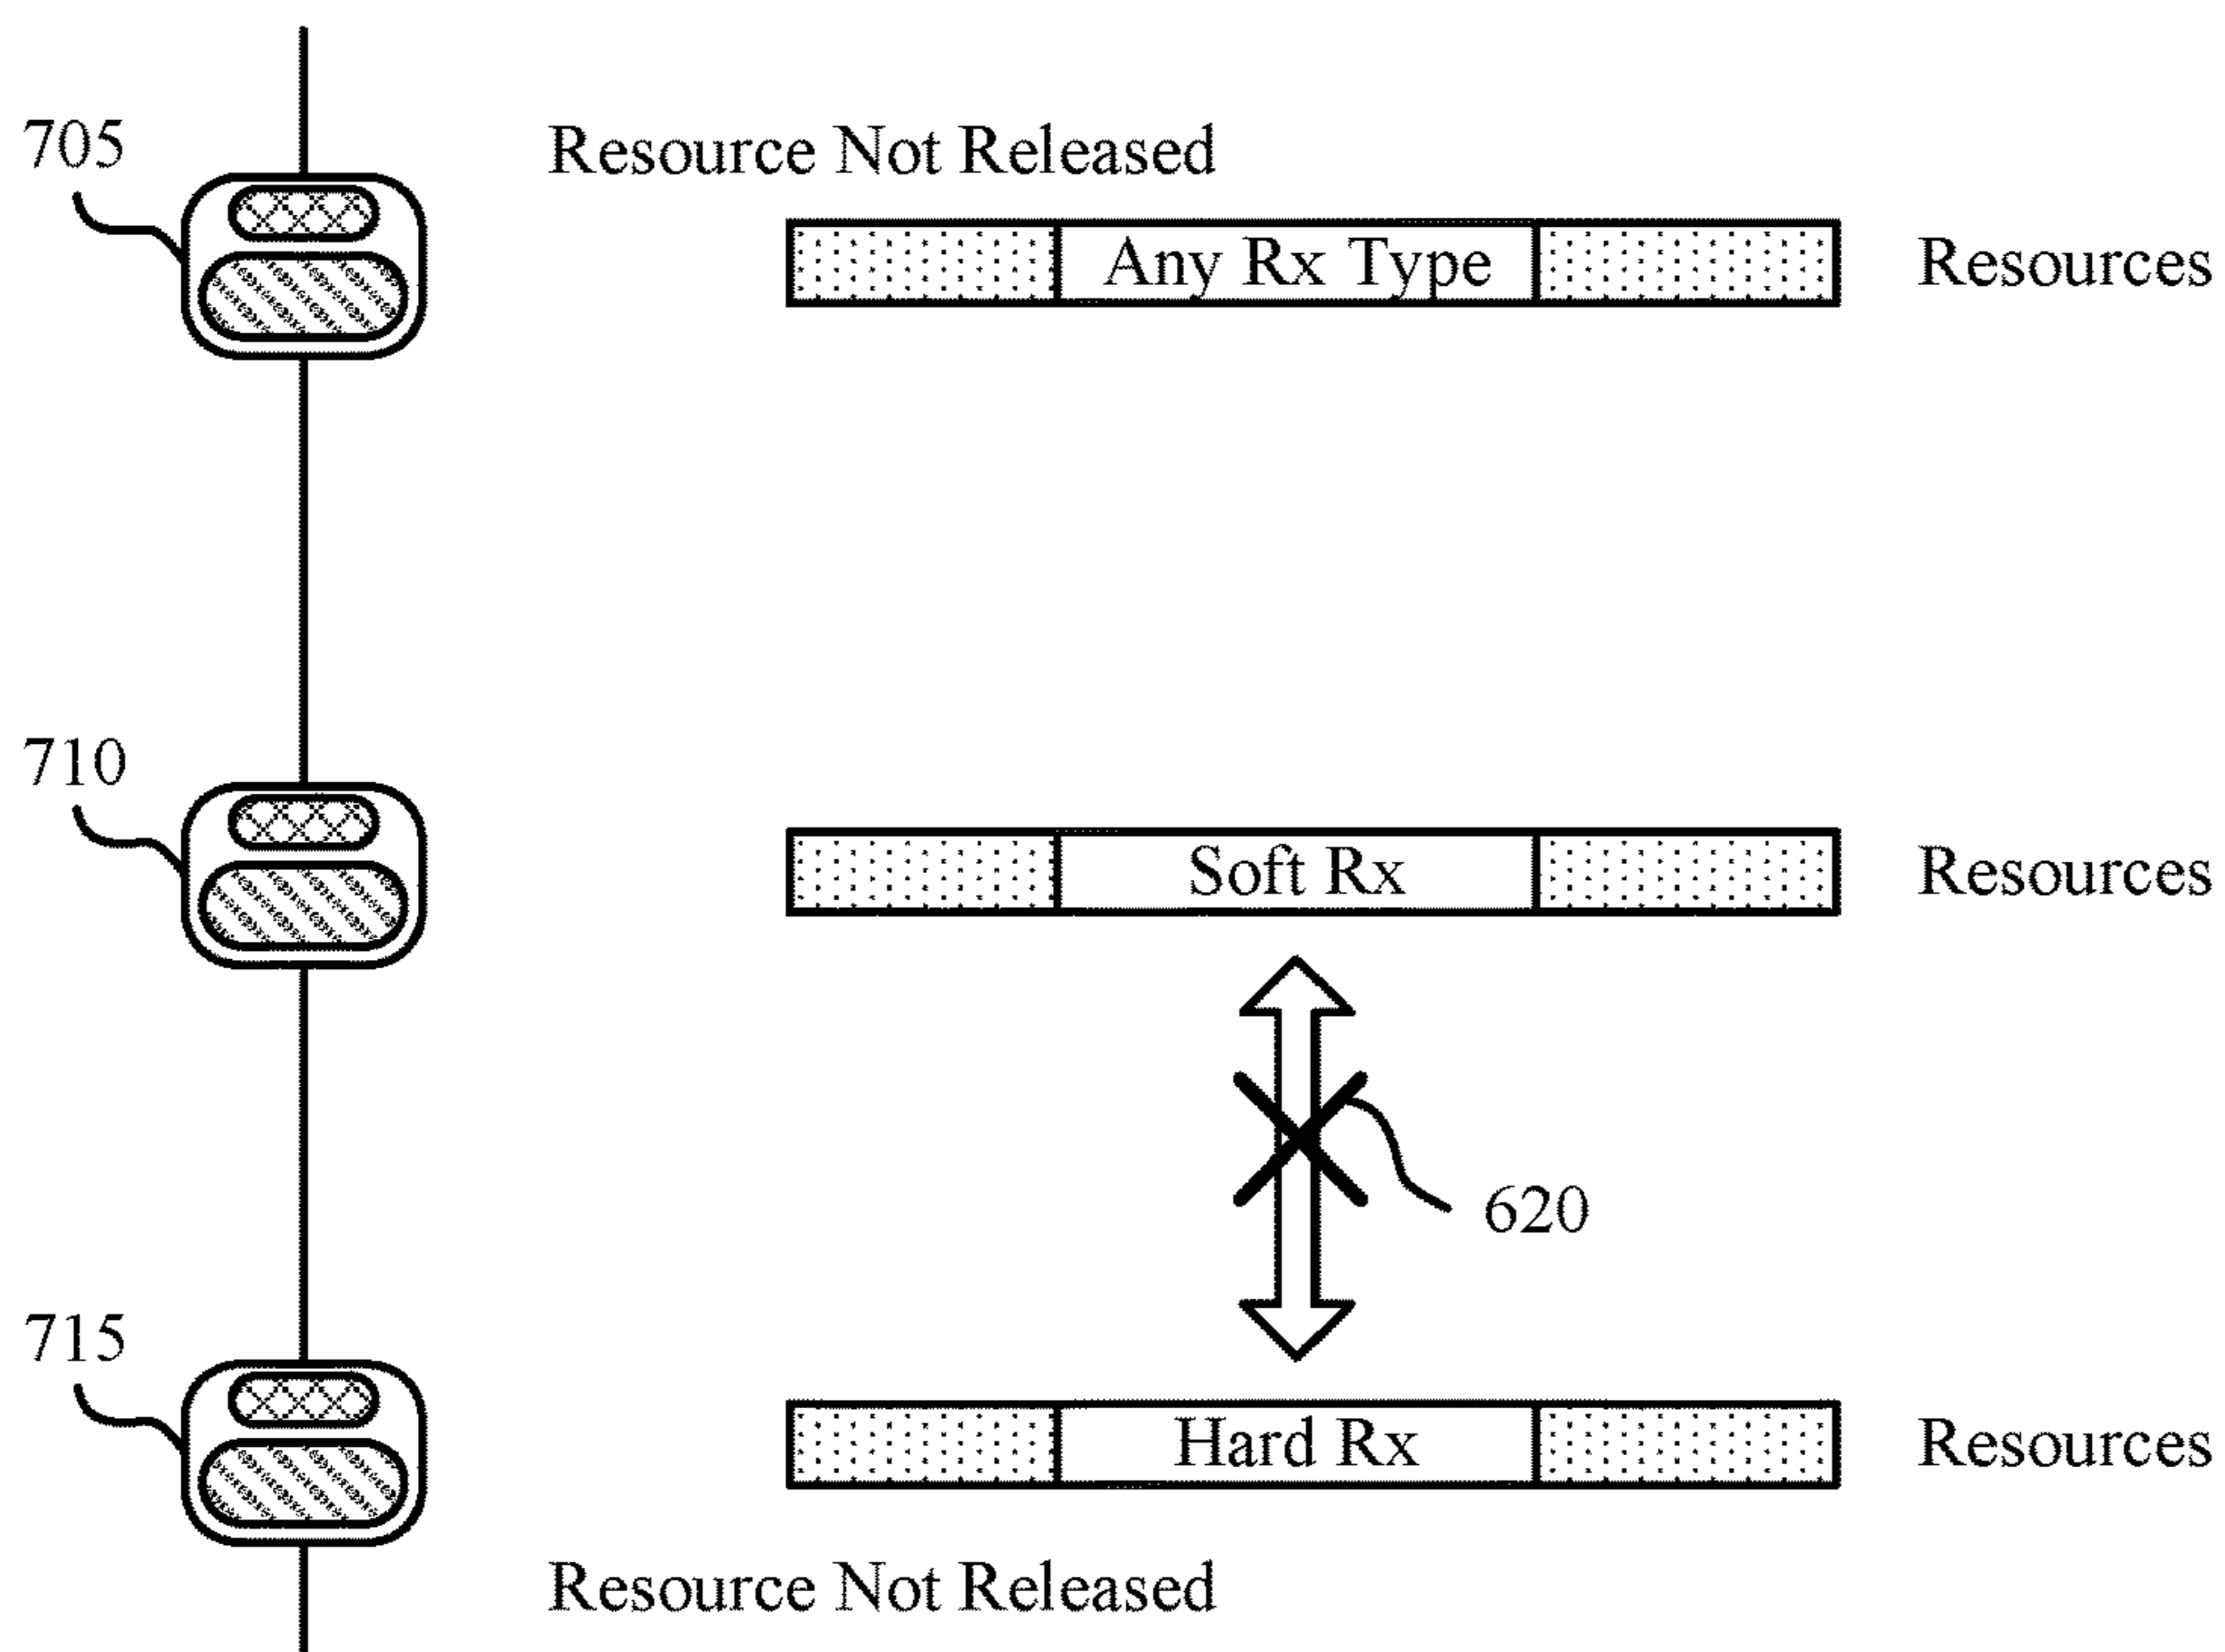 705
Resource Not Released
Any Rx Type
Resources
710
Soft Rx
Resources
620
715
Hard Rx
Resources
Resource Not Released